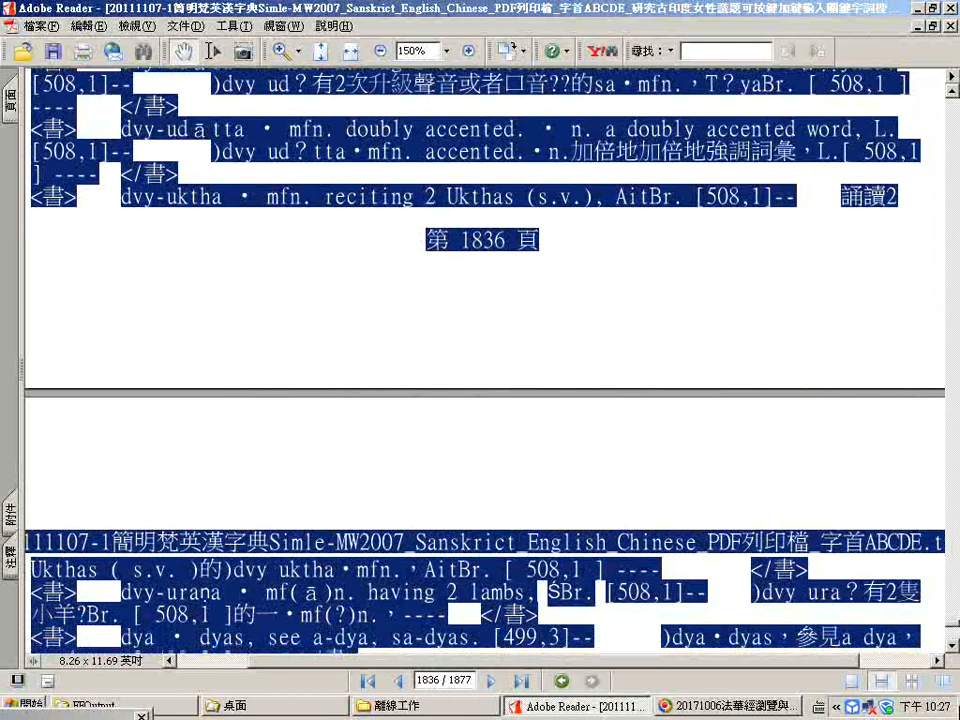 Adobe Reader - [20111107-1簡明梵英漢字典Simle-MW2007_Sanskrict_English_Chinese_PDF列印檔_字首ABCDE_研究古印度女性議題可按鍵加鍵輸入關鍵字詞搜
檔案(F) 編輯(E) 檢視(V) 文件(D) 工具(T) 視窗(W) 說明(H)
150% Y! 尋找：
頁面
[508,1]-- )dvy ud？有2次升級聲音或者口音??的sa‧mfn.，T？yaBr. [ 508,1 ]
---- </書>
<書> dvy-udātta ‧ mfn. doubly accented. ‧ n. a doubly accented word, L.
[508,1]-- )dvy ud？tta‧mfn. accented.‧n.加倍地加倍地強調詞彙，L.[ 508,1
] ---- </書>
<書> dvy-uktha ‧ mfn. reciting 2 Ukthas (s.v.), AitBr. [508,1]-- 誦讀2
第 1836 頁
附件
注釋
111107-1簡明梵英漢字典Simle-MW2007_Sanskrict_English_Chinese_PDF列印檔_字首ABCDE.t
Ukthas ( s.v. )的)dvy uktha‧mfn.，AitBr. [ 508,1 ] ---- </書>
<書> dvy-uraṇa ‧ mf(ā)n. having 2 lambs, ŚBr. [508,1]-- )dvy ura？有2隻
小羊?Br. [ 508,1 ]的一‧mf(?)n.，---- </書>
<書> dya ‧ dyas, see a-dya, sa-dyas. [499,3]-- )dya‧dyas，參見a dya，
8.26 x 11.69 英吋
1836 / 1877
開始 FFOutput 桌面 離線工作 Adobe Reader - [2011... 20171006法華經瀏覽與... 下午 10:27